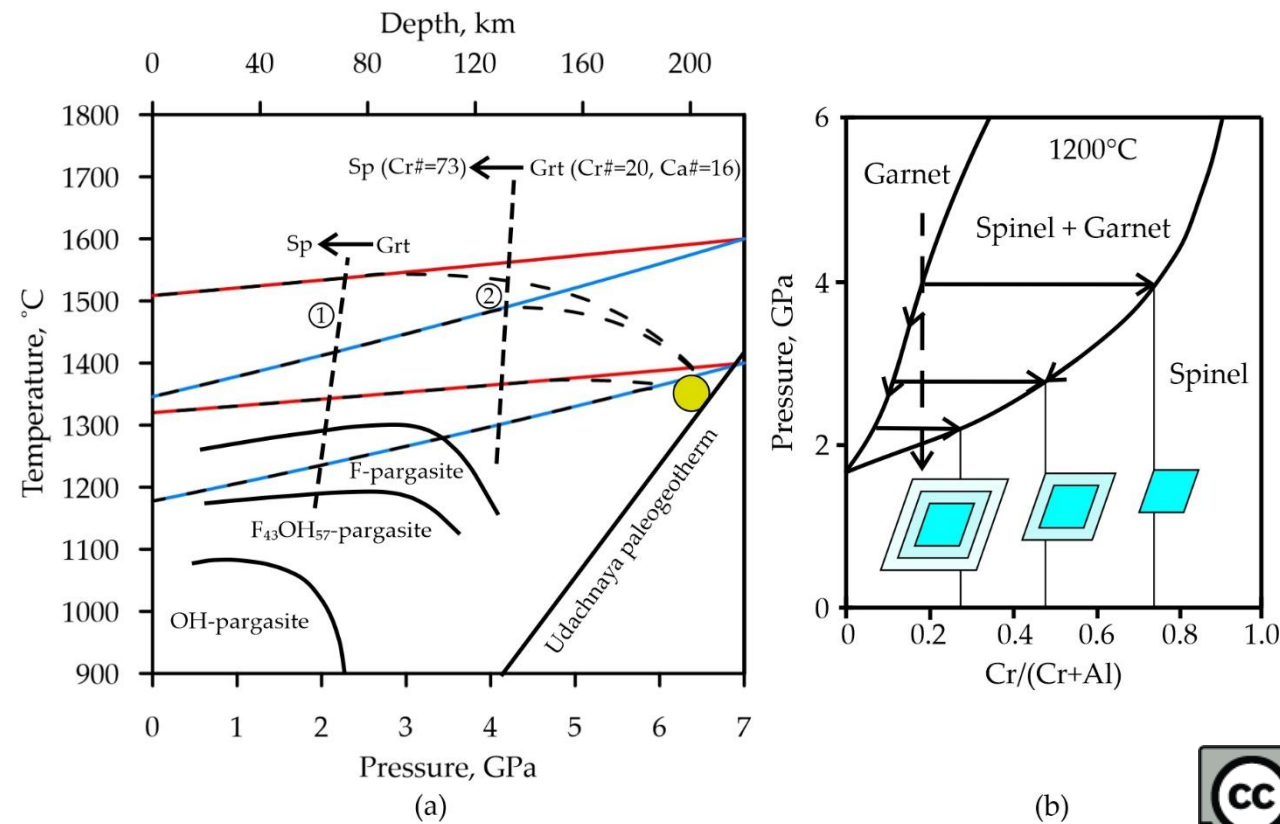 Depth, km
0 40 80 120 160 200
1800
1700
1600
1500
1400
1300
1200
1100
1000
900
Temperature, °C
Sp (Cr#=73) Grt (Cr#=20, Ca#=16)
Sp Grt
①
②
F-pargasite
F₄₃OH₅₇-pargasite
OH-pargasite
Udachnaya paleogeotherm
0 1 2 3 4 5 6 7
Pressure, GPa
(a)
6
4
2
0
Pressure, GPa
1200°C
Garnet
Spinel + Garnet
Spinel
0 0.2 0.4 0.6 0.8 1.0
Cr/(Cr+Al)
(b)
cc